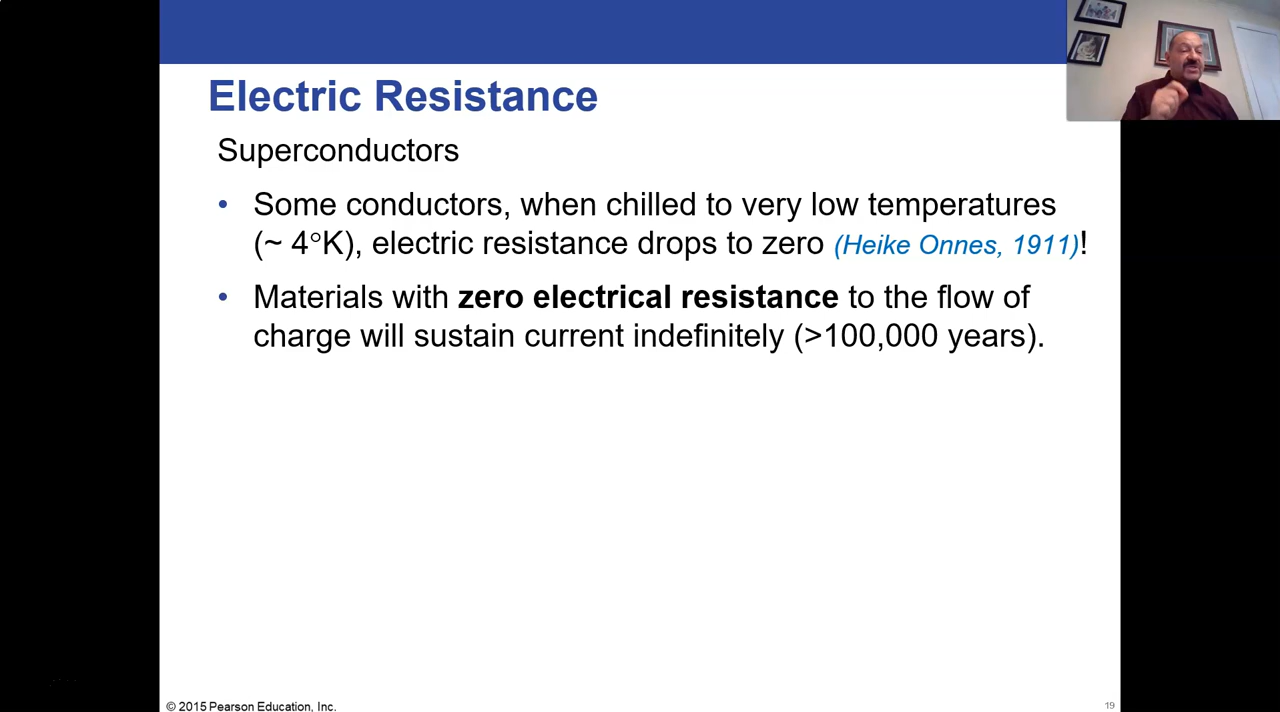 Electric Resistance
Superconductors
• Some conductors, when chilled to very low temperatures
(~ 4°K), electric resistance drops to zero (Heike Onnes, 1911)!
• Materials with zero electrical resistance to the flow of
charge will sustain current indefinitely (>100,000 years).
© 2015 Pearson Education, Inc.
19